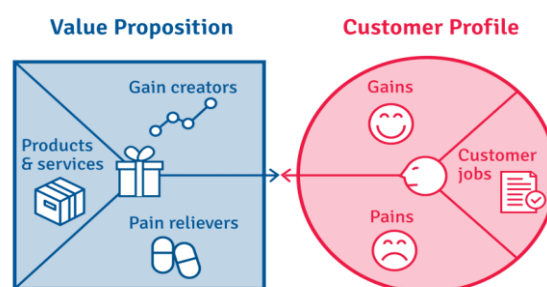 Value Proposition
Customer Profile
Gain creators
Products
& services
Pain relievers
Gains
Customer
jobs
Pains